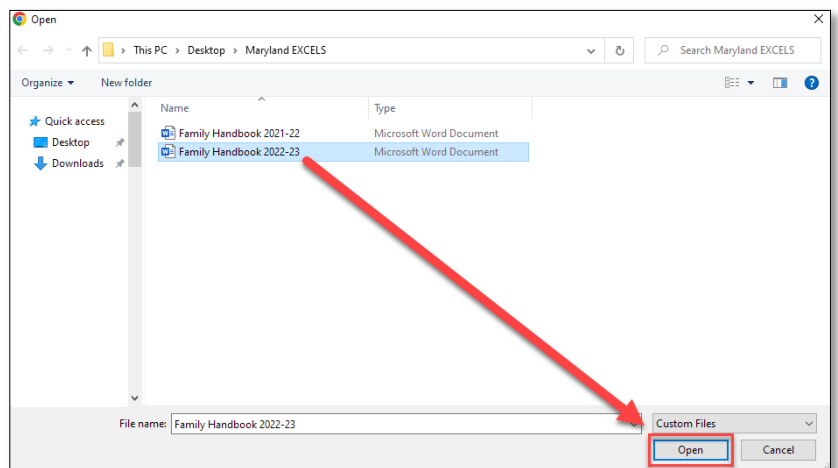 Open
This PC > Desktop > Maryland EXCELS
Search Maryland EXCELS
Organize
New folder
Name
Type
Quick access
Desktop
Downloads
Family Handbook 2021-22
Microsoft Word Document
Family Handbook 2022-23
Microsoft Word Document
File name:
Family Handbook 2022-23
Custom Files
Open
Cancel